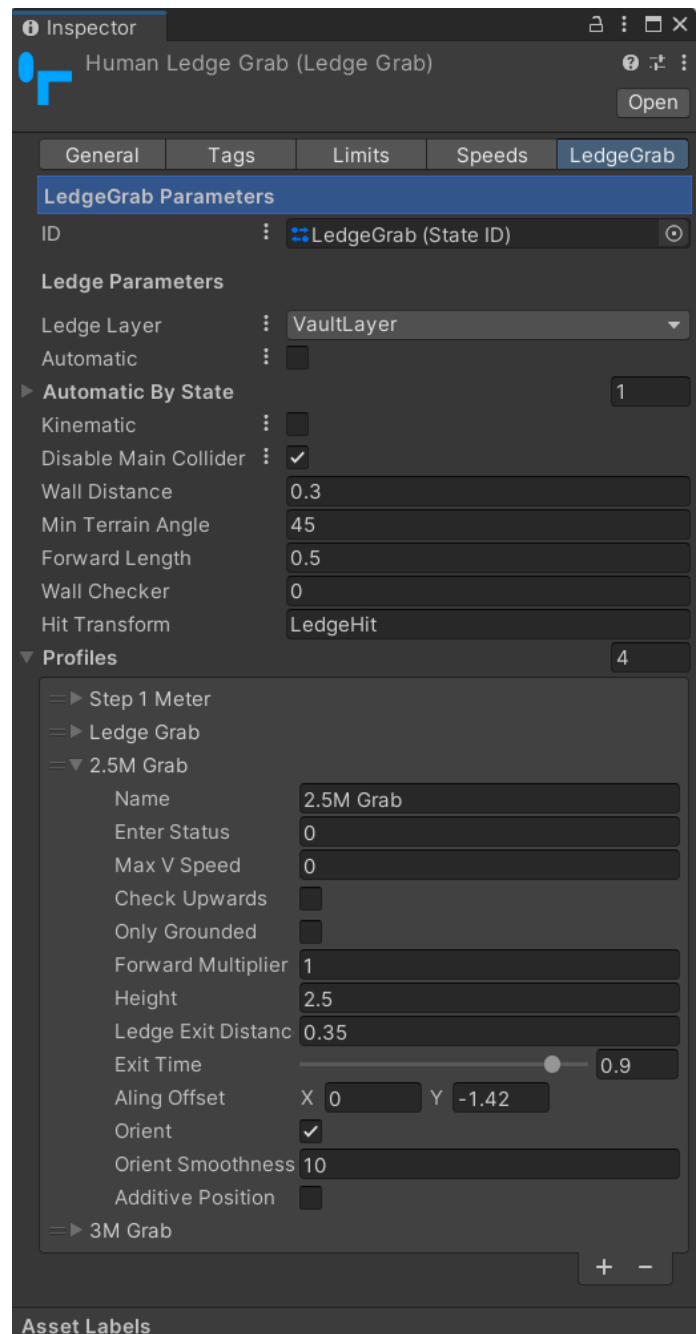 Inspector
Human Ledge Grab (Ledge Grab)
Open
General Tags Limits Speeds LedgeGrab
LedgeGrab Parameters
ID LedgeGrab (State ID)
Ledge Parameters
Ledge Layer VaultLayer
Automatic
Automatic By State 1
Kinematic
Disable Main Collider
Wall Distance 0.3
Min Terrain Angle 45
Forward Length 0.5
Wall Checker 0
Hit Transform LedgeHit
Profiles 4
Step 1 Meter
Ledge Grab
2.5M Grab
Name 2.5M Grab
Enter Status 0
Max V Speed 0
Check Upwards
Only Grounded
Forward Multiplier 1
Height 2.5
Ledge Exit Distanc 0.35
Exit Time 0.9
Aling Offset X 0 Y -1.42
Orient
Orient Smoothness 10
Additive Position
3M Grab
+ -
Asset Labels